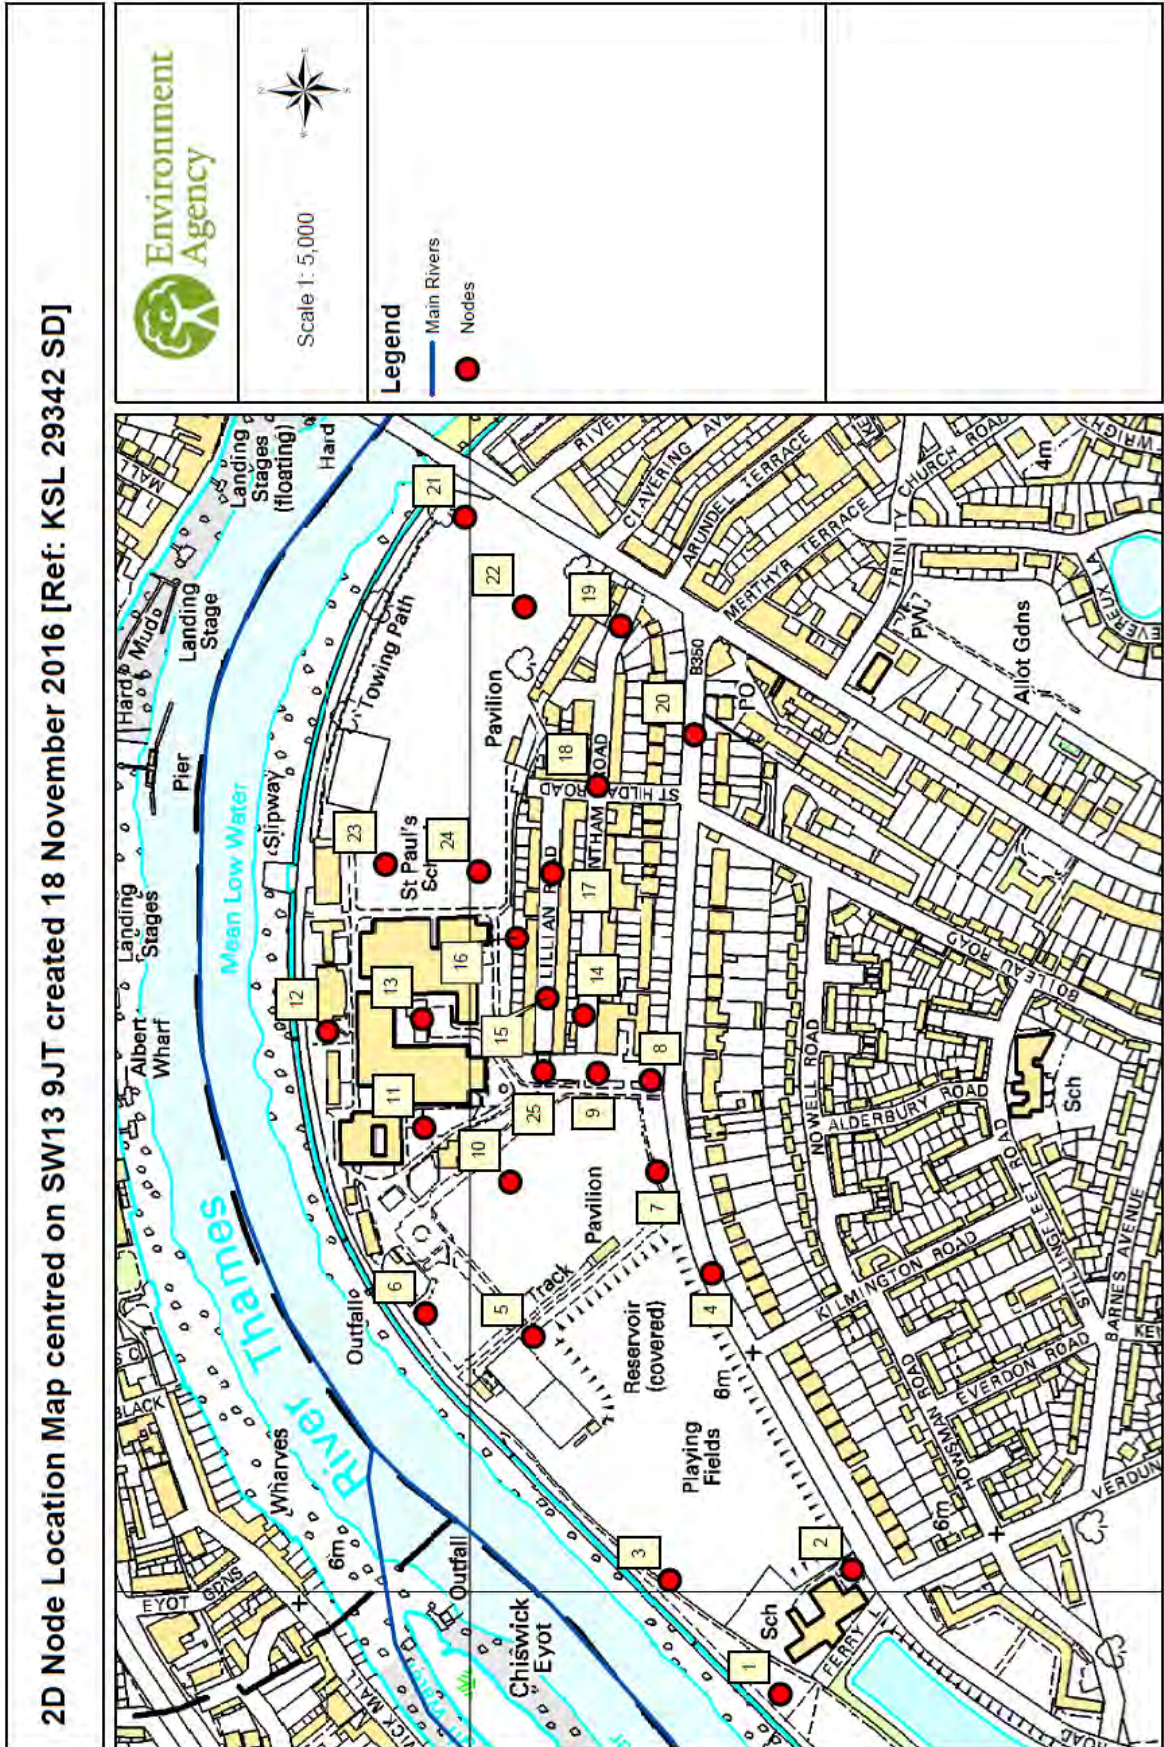 2D Node Location Map centred on SW13 9JT created 18 November 2016 [Ref: KSL 29342 SD]
Environment
Agency
Scale 1: 5,000
N
E
S
W
Legend
Main Rivers
Nodes
MALL
Landing
Stages
(floating)
Hard
Hard
Mud
Landing
Stage
Pier
Landing
Stages
Albert
Wharf
Mean Low Water
Slipway
Towing Path
River Thames
BLACK
Wharves
6m
EYOT GDNS
Outfall
Outfall
Chiswick
Eyot
Pavilion
St Paul's
Sch
Pavilion
Track
Reservoir
(covered)
Playing
Fields
6m
6m
Sch
FERRY
LILLIAN
ROAD
ST HILDA
ROAD
B350
PO
CLAVERING AV
ARUNDEL TERRACE
MERTHYR TERRACE
TRINITY CHURCH ROAD
PW
Allot Gdns
4m
NOWELL ROAD
ALDERBURY ROAD
STILLINGFLEET ROAD
BOILEAU ROAD
KILMINGTON ROAD
HOWSMAN ROAD
EVERDON ROAD
BARNES AVENUE
VERDUN
Sch
ROAD
1
2
3
4
5
6
7
8
9
10
11
12
13
14
15
16
17
18
19
20
21
22
23
24
25